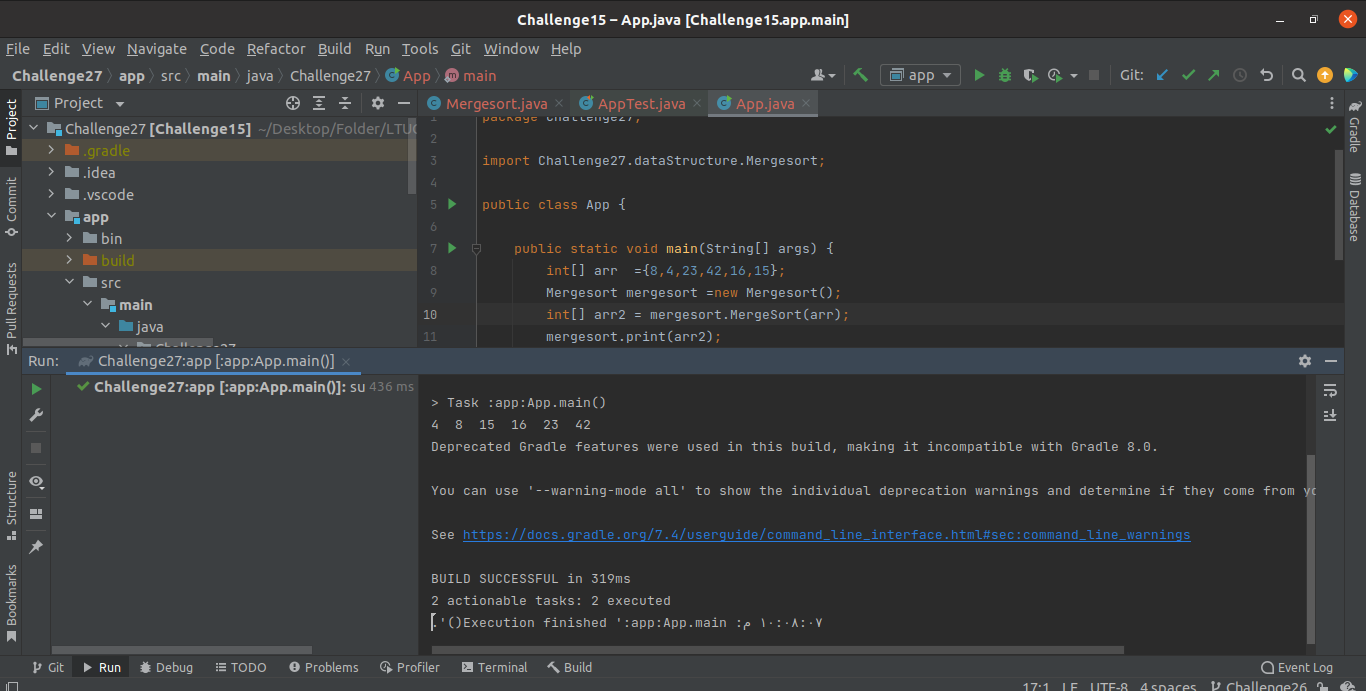 Challenge15 – App.java [Challenge15.app.main]
File Edit View Navigate Code Refactor Build Run Tools Git Window Help
Challenge27 app src main java Challenge27 App main
app
Git:
Project
Mergesort.java AppTest.java App.java
Project
Commit
Pull Requests
Structure
Bookmarks
Challenge27 [Challenge15] ~/Desktop/Folder/LTUC
.gradle
.idea
.vscode
app
bin
build
src
main
java
Challenge27
1 package Challenge27;
2
3 import Challenge27.dataStructure.Mergesort;
4
5 public class App {
6
7 public static void main(String[] args) {
8 int[] arr ={8,4,23,42,16,15};
9 Mergesort mergesort =new Mergesort();
10 int[] arr2 = mergesort.MergeSort(arr);
11 mergesort.print(arr2);
Gradle
Database
Run: Challenge27:app [:app:App.main()]
Challenge27:app [:app:App.main()]: su 436 ms
> Task :app:App.main()
4 8 15 16 23 42
Deprecated Gradle features were used in this build, making it incompatible with Gradle 8.0.
You can use '--warning-mode all' to show the individual deprecation warnings and determine if they come from yo
See https://docs.gradle.org/7.4/userguide/command_line_interface.html#sec:command_line_warnings
BUILD SUCCESSFUL in 319ms
2 actionable tasks: 2 executed
.'()Execution finished ':app:App.main :م ١٠:٠٨:٠٧
Git Run Debug TODO Problems Profiler Terminal Build Event Log
17:1 LF UTF-8 4 spaces Challenge26